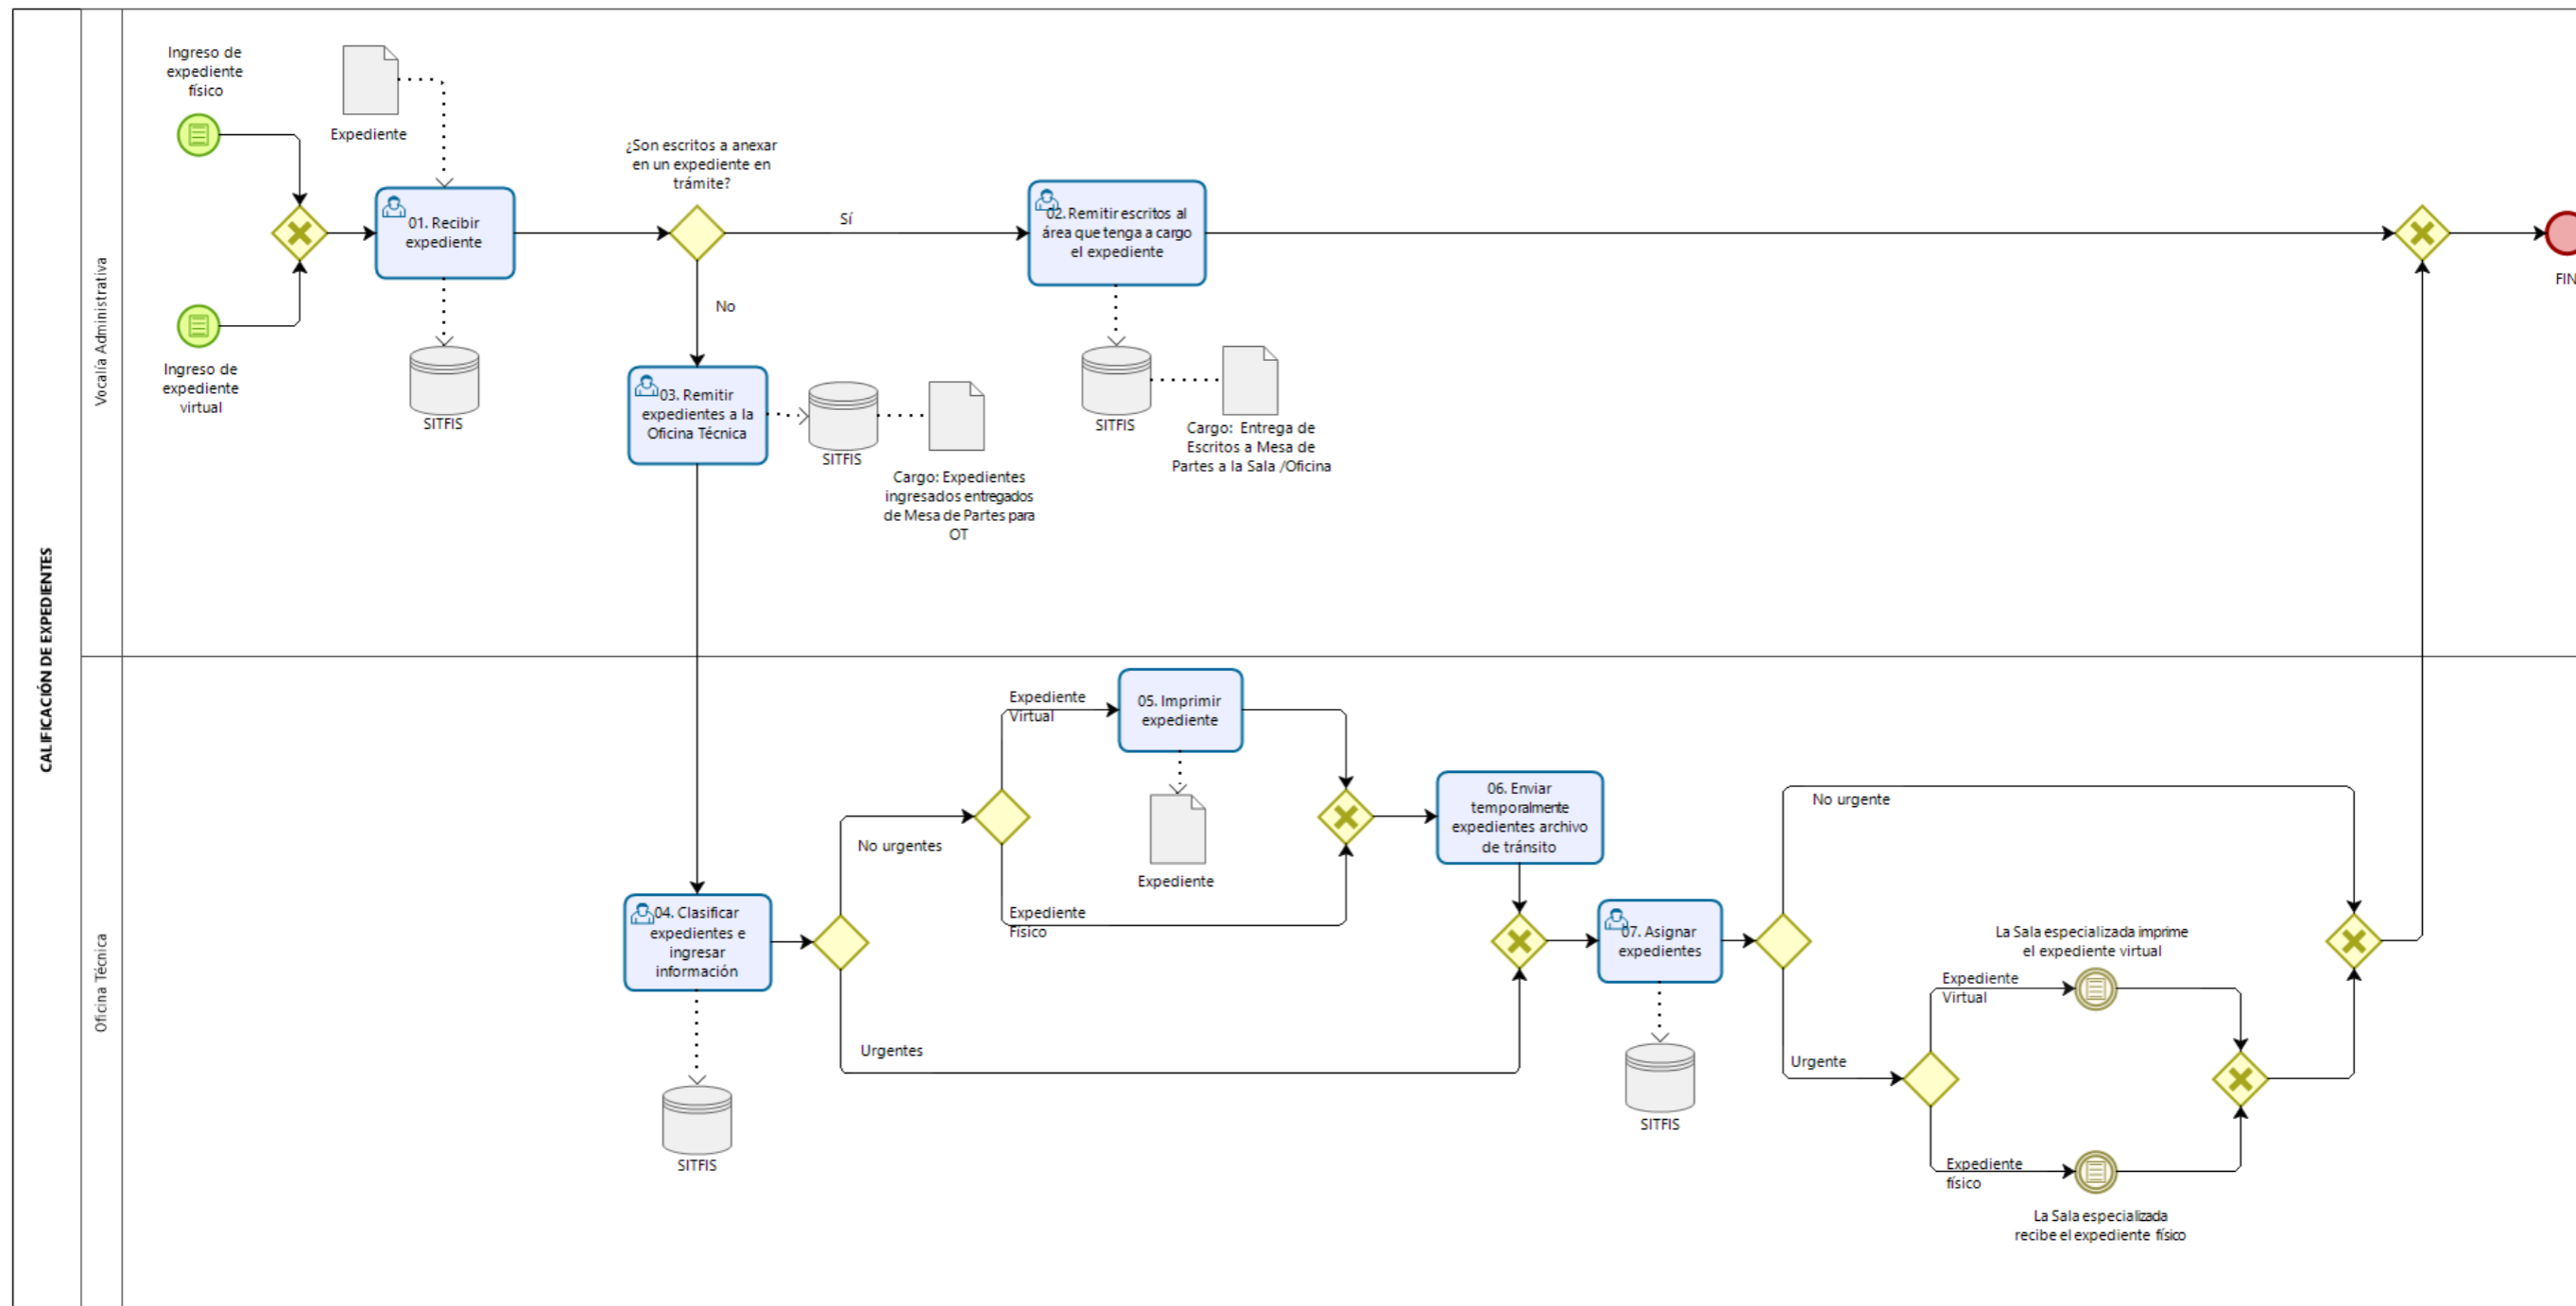 CALIFICACIÓN DE EXPEDIENTES
Vocalía Administrativa
Ingreso de
expediente
físico
Expediente
Ingreso de
expediente
virtual
01. Recibir
expediente
SITFIS
¿Son escritos a anexar
en un expediente en
trámite?
Sí
No
02. Remitir escritos al
área que tenga a cargo
el expediente
SITFIS
Cargo: Entrega de
Escritos a Mesa de
Partes a la Sala /Oficina
03. Remitir
expedientes a la
Oficina Técnica
SITFIS
Cargo: Expedientes
ingresados entregados
de Mesa de Partes para
OT
FIN
Oficina Técnica
04. Clasificar
expedientes e
ingresar
información
SITFIS
No urgentes
Urgentes
Expediente
Virtual
05. Imprimir
expediente
Expediente
Expediente
Físico
06. Enviar
temporalmente
expedientes archivo
de tránsito
07. Asignar
expedientes
SITFIS
No urgente
Urgente
La Sala especializada imprime
el expediente virtual
Expediente
Virtual
Expediente
físico
La Sala especializada
recibe el expediente físico